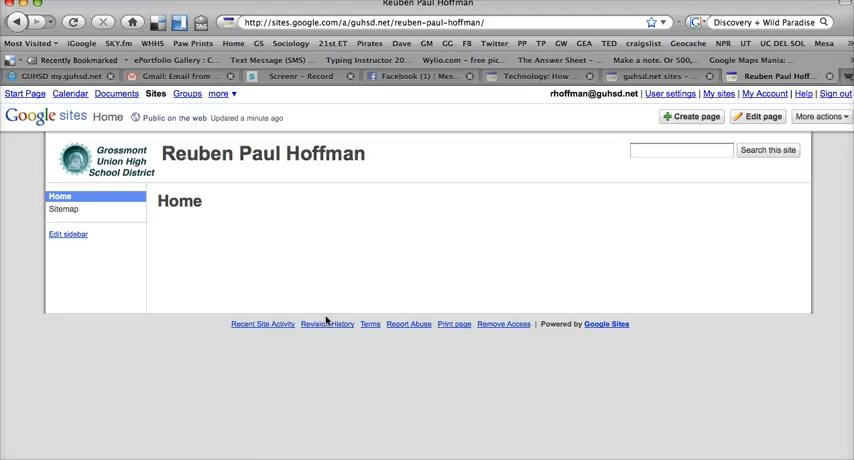 Reuben Paul Hoffman
http://sites.google.com/a/guhsd.net/reuben-paul-hoffman/
Discovery + Wild Paradise
Most Visited iGoogle SKY.fm WHHS Paw Prints Home GS Sociology 21st ET Pirates Dave GM GG FB Twitter PP TP GW GEA TED craigslist Geocache NPR UT UC DEL SOL Mesa
Recently Bookmarked ePortfolio Gallery : C... Text Message (SMS) ... Typing Instructor 20... Wylio.com – free pic... The Answer Sheet – ... Make a note. Or 500,... Google Maps Mania: ...
GUHSD my.guhsd.net Gmail: Email from ... Screenr – Record Facebook (1) | Mes... Technology: How ... guhsd.net sites – ... Reuben Paul Hoff...
Start Page Calendar Documents Sites Groups more ▼ rhoffman@guhsd.net | User settings | My sites | My Account | Help | Sign out
Google sites Home Public on the web Updated a minute ago Create page Edit page More actions
Grossmont
Union High
School District
Reuben Paul Hoffman
Search this site
Home
Sitemap
Edit sidebar
Home
Recent Site Activity Revision History Terms Report Abuse Print page Remove Access | Powered by Google Sites